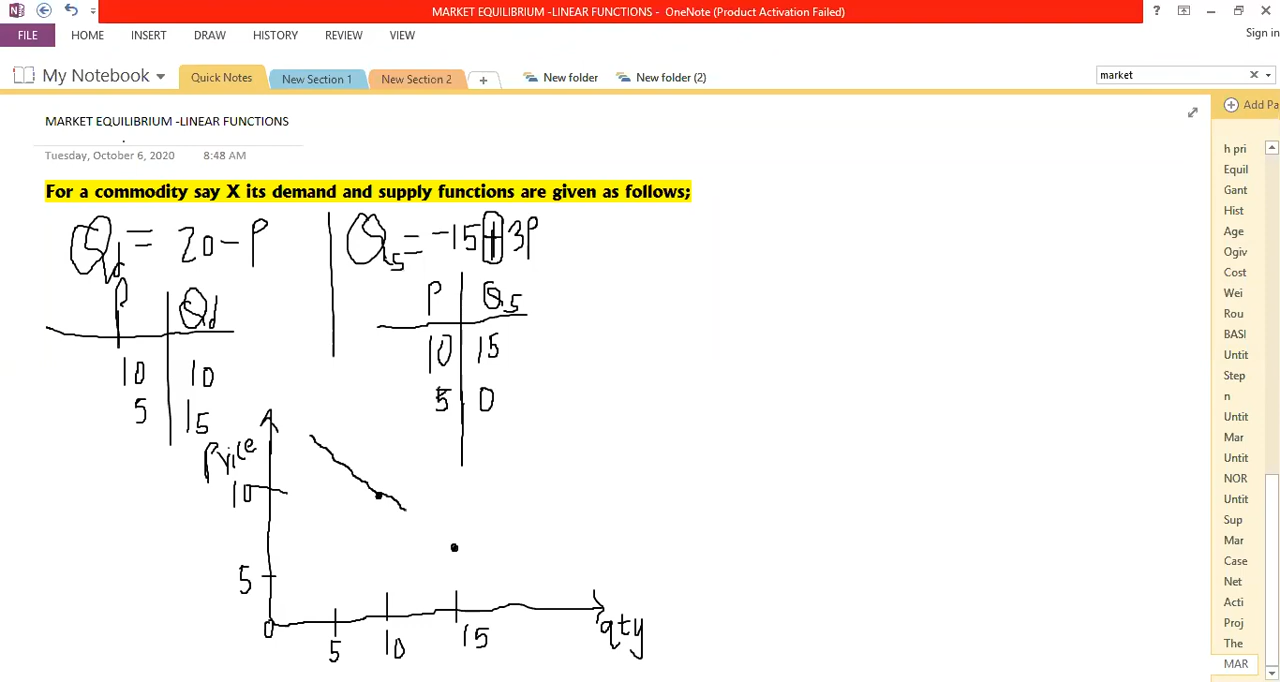 MARKET EQUILIBRIUM -LINEAR FUNCTIONS - OneNote (Product Activation Failed)
?
FILE HOME INSERT DRAW HISTORY REVIEW VIEW
Sign in
My Notebook Quick Notes New Section 1 New Section 2 + New folder New folder (2)
market
Add Pa
MARKET EQUILIBRIUM -LINEAR FUNCTIONS
Tuesday, October 6, 2020 8:48 AM
For a commodity say X its demand and supply functions are given as follows;
Qd = 20 - P
Qs = -15 + 3P
P Qd
10 10
5 15
P Qs
10 15
5 0
Price
10
5
0
5 10 15
qty
h pri
Equil
Gant
Hist
Age
Ogiv
Cost
Wei
Rou
BASI
Untit
Step
n
Untit
Mar
Untit
NOR
Untit
Sup
Mar
Case
Net
Acti
Proj
The
MAR